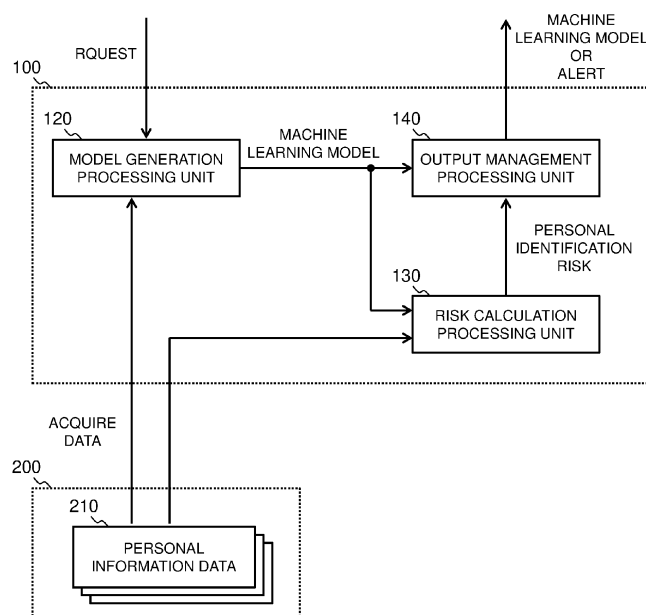 MACHINE
LEARNING MODEL
OR
ALERT
RQUEST
100
120
MODEL GENERATION
PROCESSING UNIT
MACHINE
LEARNING MODEL
140
OUTPUT MANAGEMENT
PROCESSING UNIT
PERSONAL
IDENTIFICATION
RISK
130
RISK CALCULATION
PROCESSING UNIT
ACQUIRE
DATA
200
210
PERSONAL
INFORMATION DATA